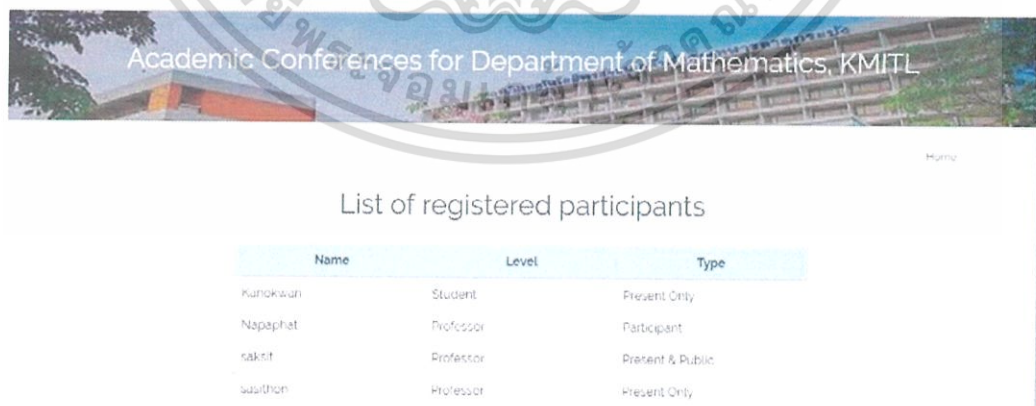 Academic Conferences for Department of Mathematics, KMITL
Home
List of registered participants
Name Level Type
Kanokwan Student Present Only
Napaphat Professor Participant
saksit Professor Present & Public
susithon Professor Present Only